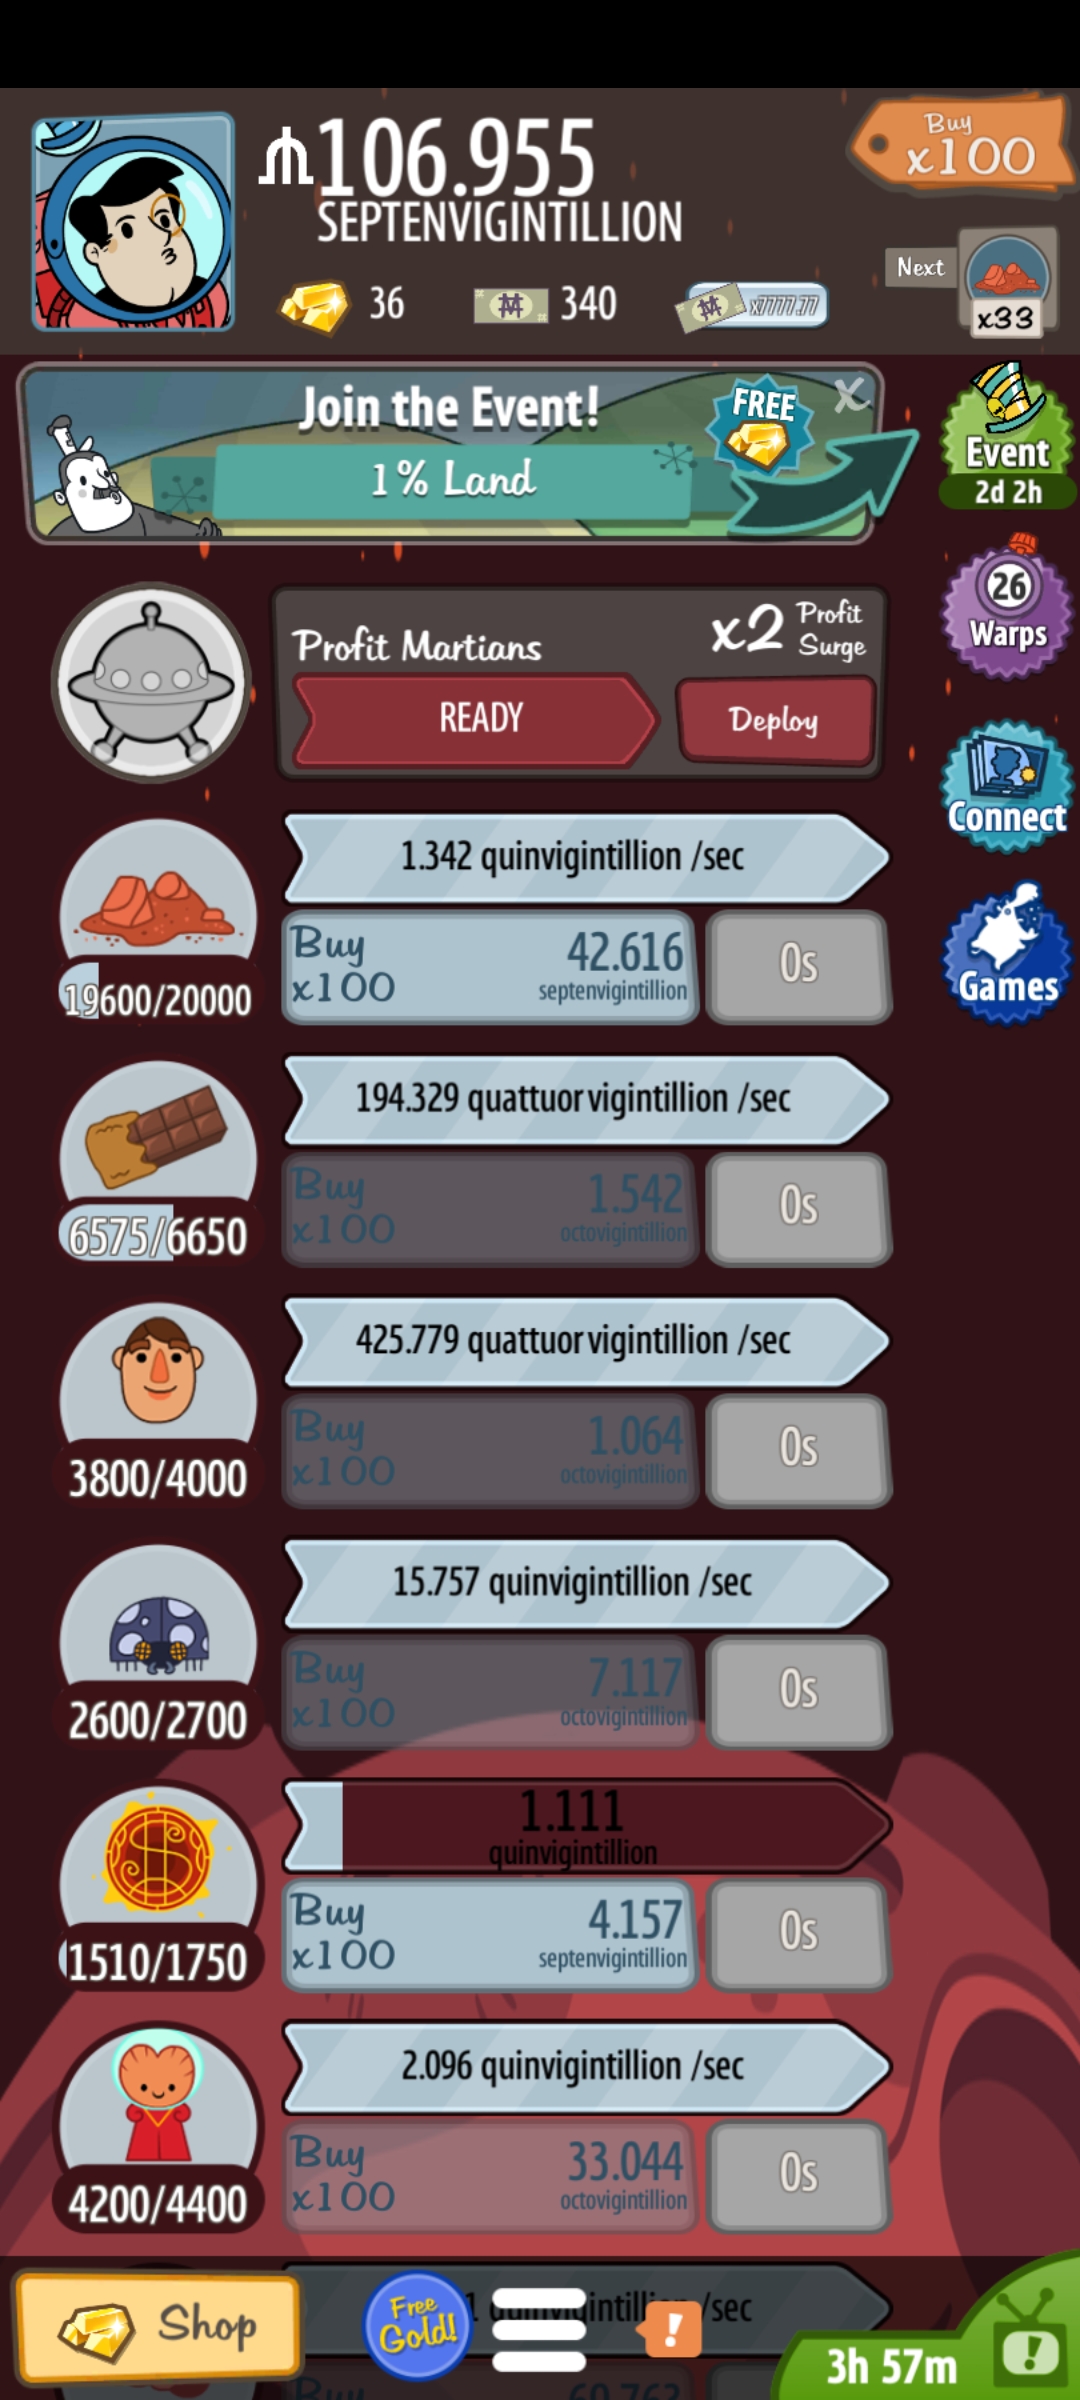 106.955
SEPTENVIGINTILLION
Buy
x100
36
340
x7777.77
Next
x33
Join the Event!
1% Land
FREE
X
Event
2d 2h
26
Warps
Connect
Games
Profit Martians
x2 Profit
Surge
READY
Deploy
1.342 quinvigintillion /sec
19600/20000
Buy
x100
42.616
septenvigintillion
0s
194.329 quattuorvigintillion /sec
6575/6650
Buy
x100
1.542
octovigintillion
0s
425.779 quattuorvigintillion /sec
3800/4000
Buy
x100
1.064
octovigintillion
0s
15.757 quinvigintillion /sec
2600/2700
Buy
x100
7.117
octovigintillion
0s
1.111
quinvigintillion
1510/1750
Buy
x100
4.157
septenvigintillion
0s
2.096 quinvigintillion /sec
4200/4400
Buy
x100
33.044
octovigintillion
0s
Shop
Free
Gold!
/sec
!
3h 57m
!